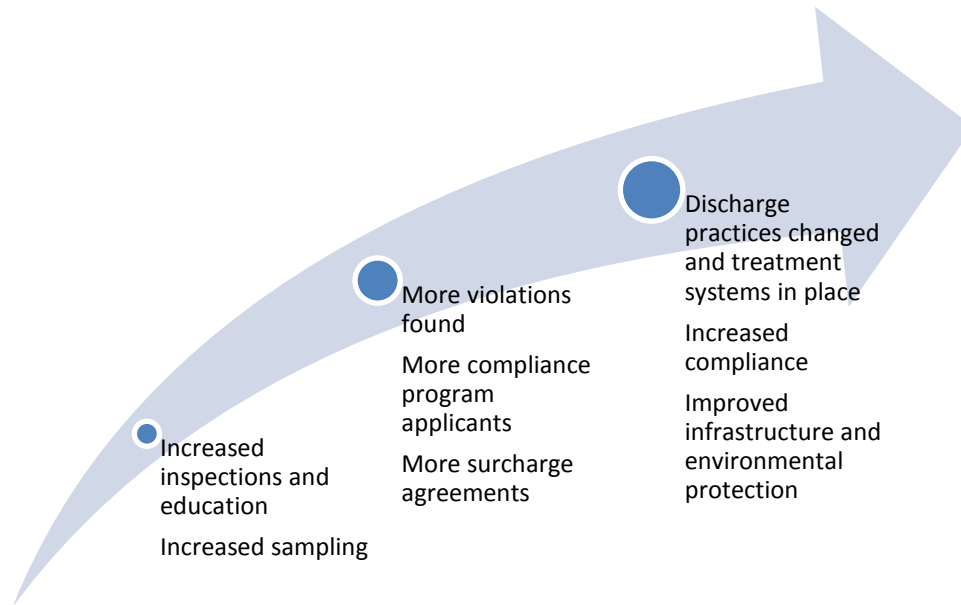 Increased
inspections and
education
Increased sampling
More violations
found
More compliance
program
applicants
More surcharge
agreements
Discharge
practices changed
and treatment
systems in place
Increased
compliance
Improved
infrastructure and
environmental
protection